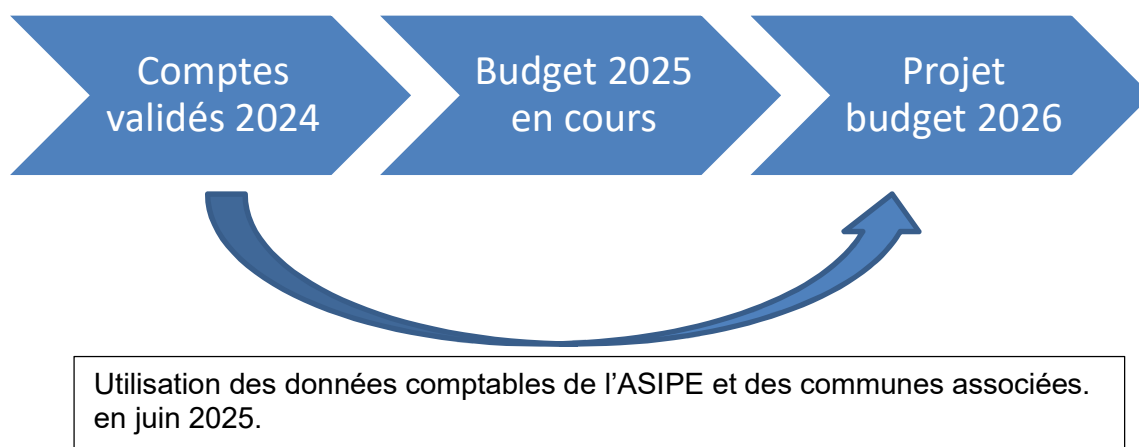 Comptes
validés 2024
Budget 2025
en cours
Projet
budget 2026
Utilisation des données comptables de l’ASIPE et des communes associées.
en juin 2025.